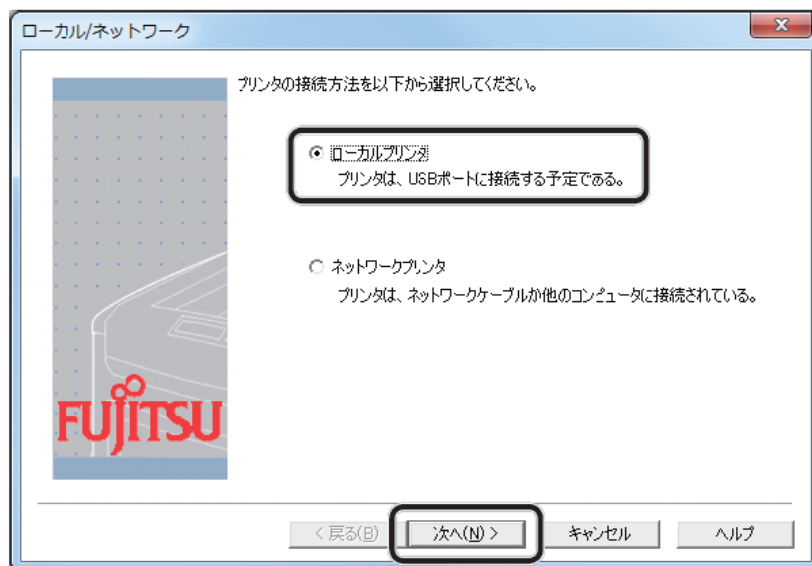 ローカル/ネットワーク
プリンタの接続方法を以下から選択してください。
ローカルプリンタ
プリンタは、USBポートに接続する予定である。
ネットワークプリンタ
プリンタは、ネットワークケーブルか他のコンピュータに接続されている。
FUJITSU
< 戻る(B) 次へ(N) > キャンセル ヘルプ